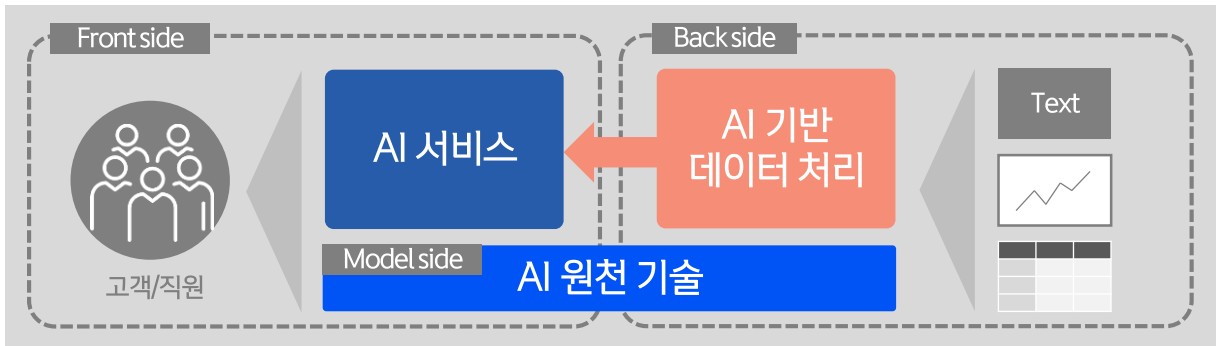 Front side
Back side
AI 서비스
AI 기반
데이터 처리
Text
Model side
AI 원천 기술
고객/직원